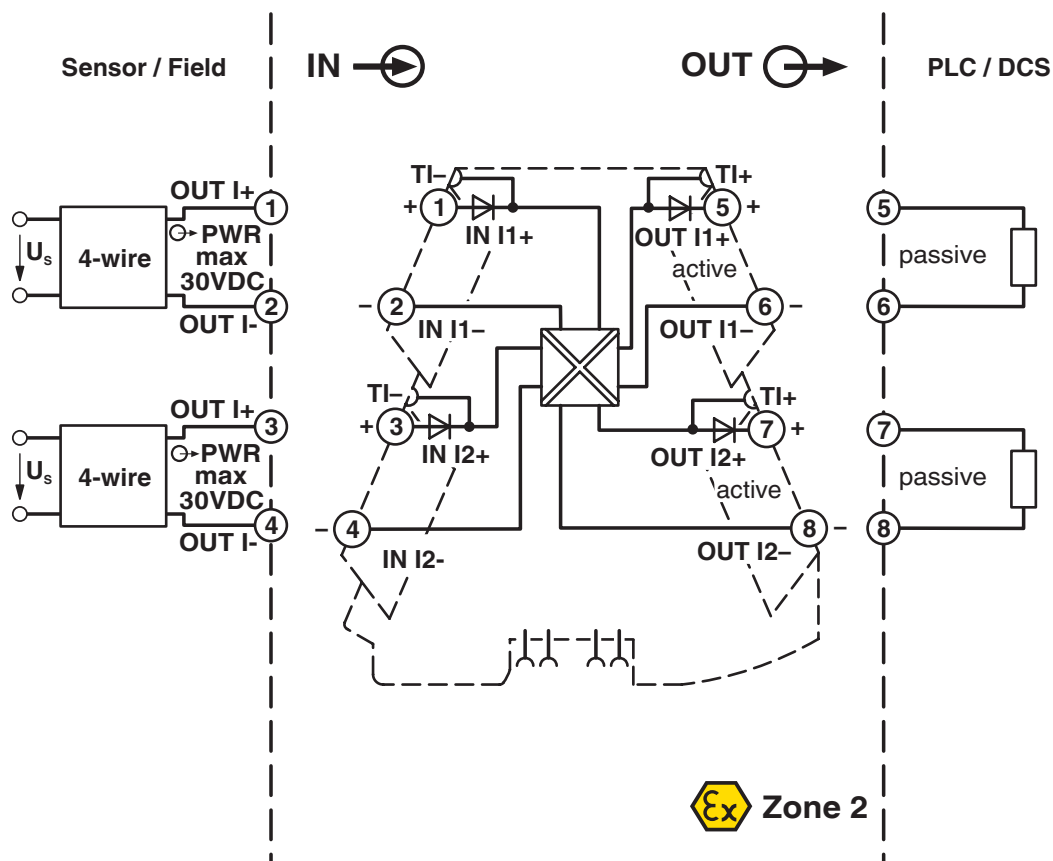 Sensor / Field
IN
OUT
PLC / DCS
OUT I+
1
U s
4-wire
PWR
max
30VDC
2
OUT I-
OUT I+
3
U s
4-wire
PWR
max
30VDC
4
OUT I-
TI–
+ 1
IN I1+
– 2
IN I1–
TI–
+ 3
IN I2+
– 4
IN I2-
TI+
5 +
OUT I1+
active
6 –
OUT I1–
TI+
7 +
OUT I2+
active
8 –
OUT I2–
5
passive
6
7
passive
8
Ex Zone 2